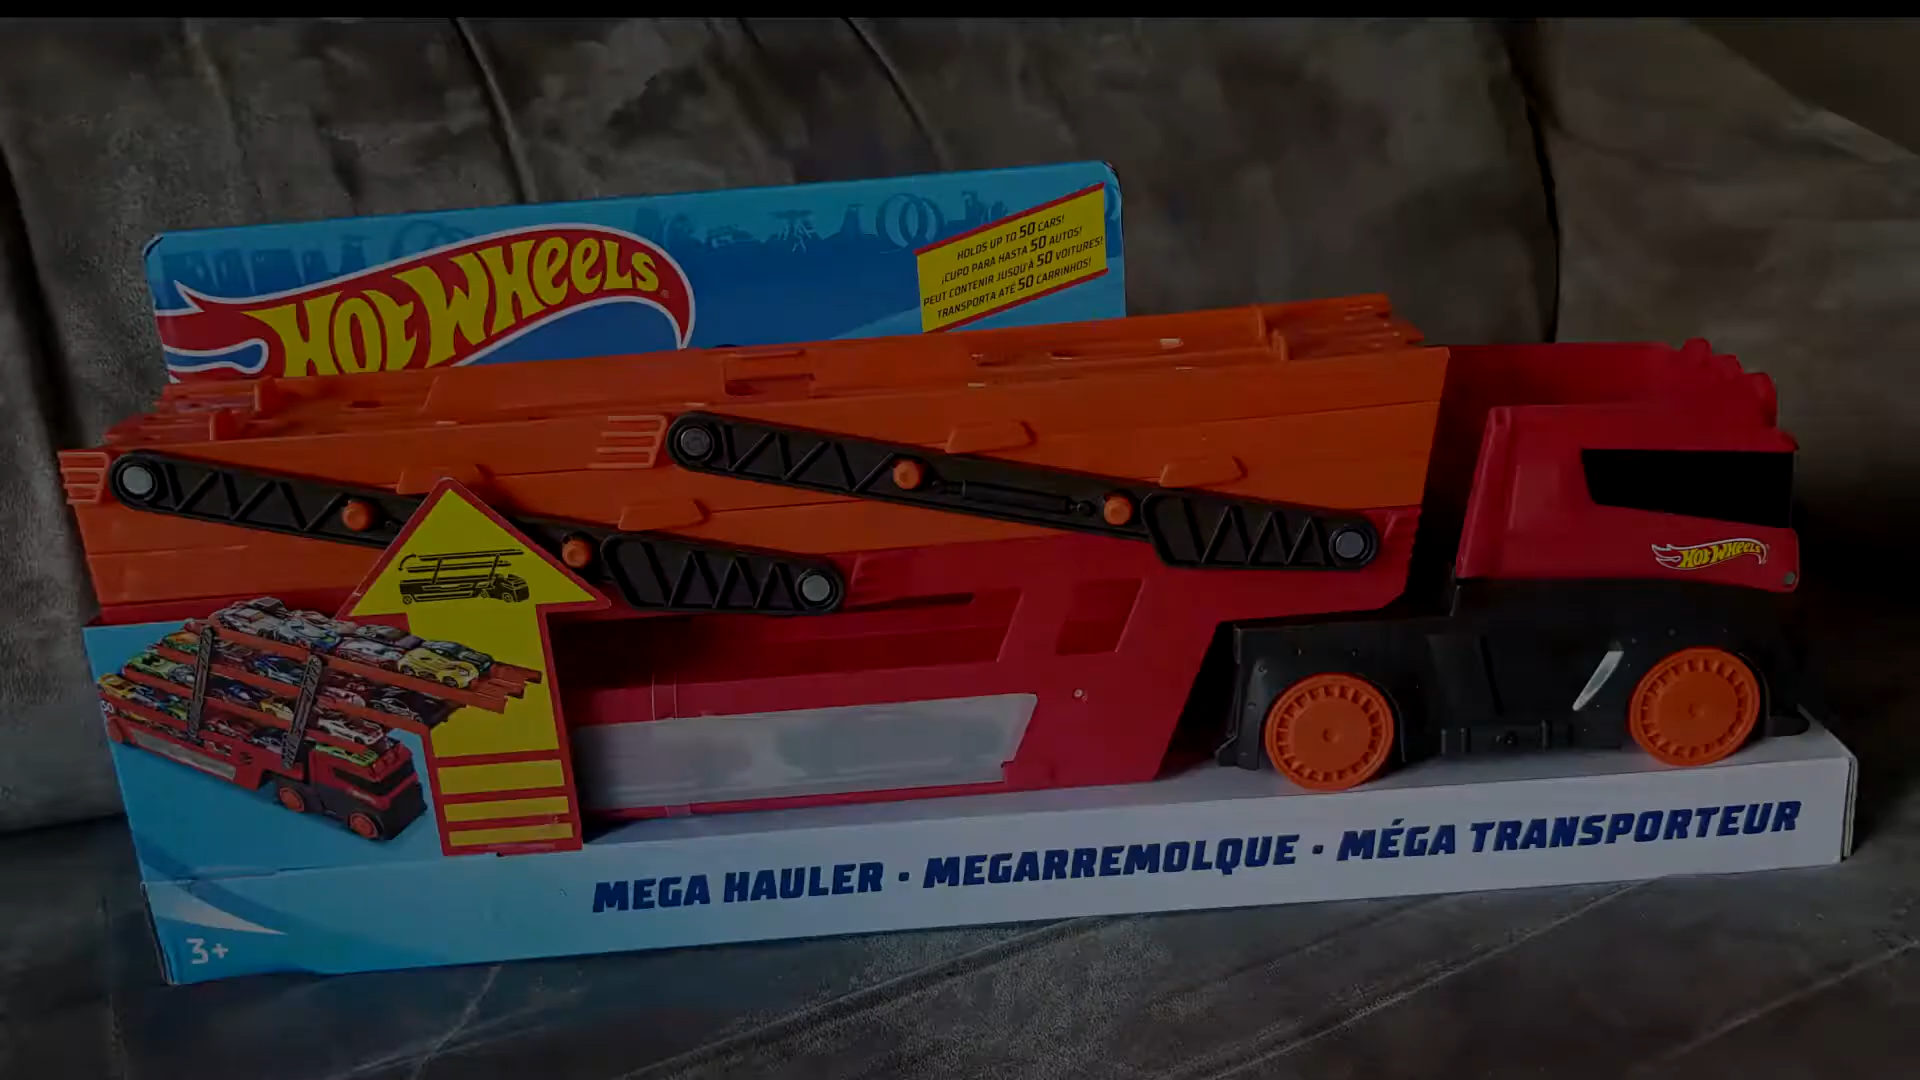 HOT WHEELS
HOLDS UP TO 50 CARS!
¡CUPO PARA HASTA 50 AUTOS!
PEUT CONTENIR JUSQU'À 50 VOITURES!
TRANSPORTA ATÉ 50 CARRINHOS!
HOT WHEELS
MEGA HAULER • MEGARREMOLQUE • MÉGA TRANSPORTEUR
3+